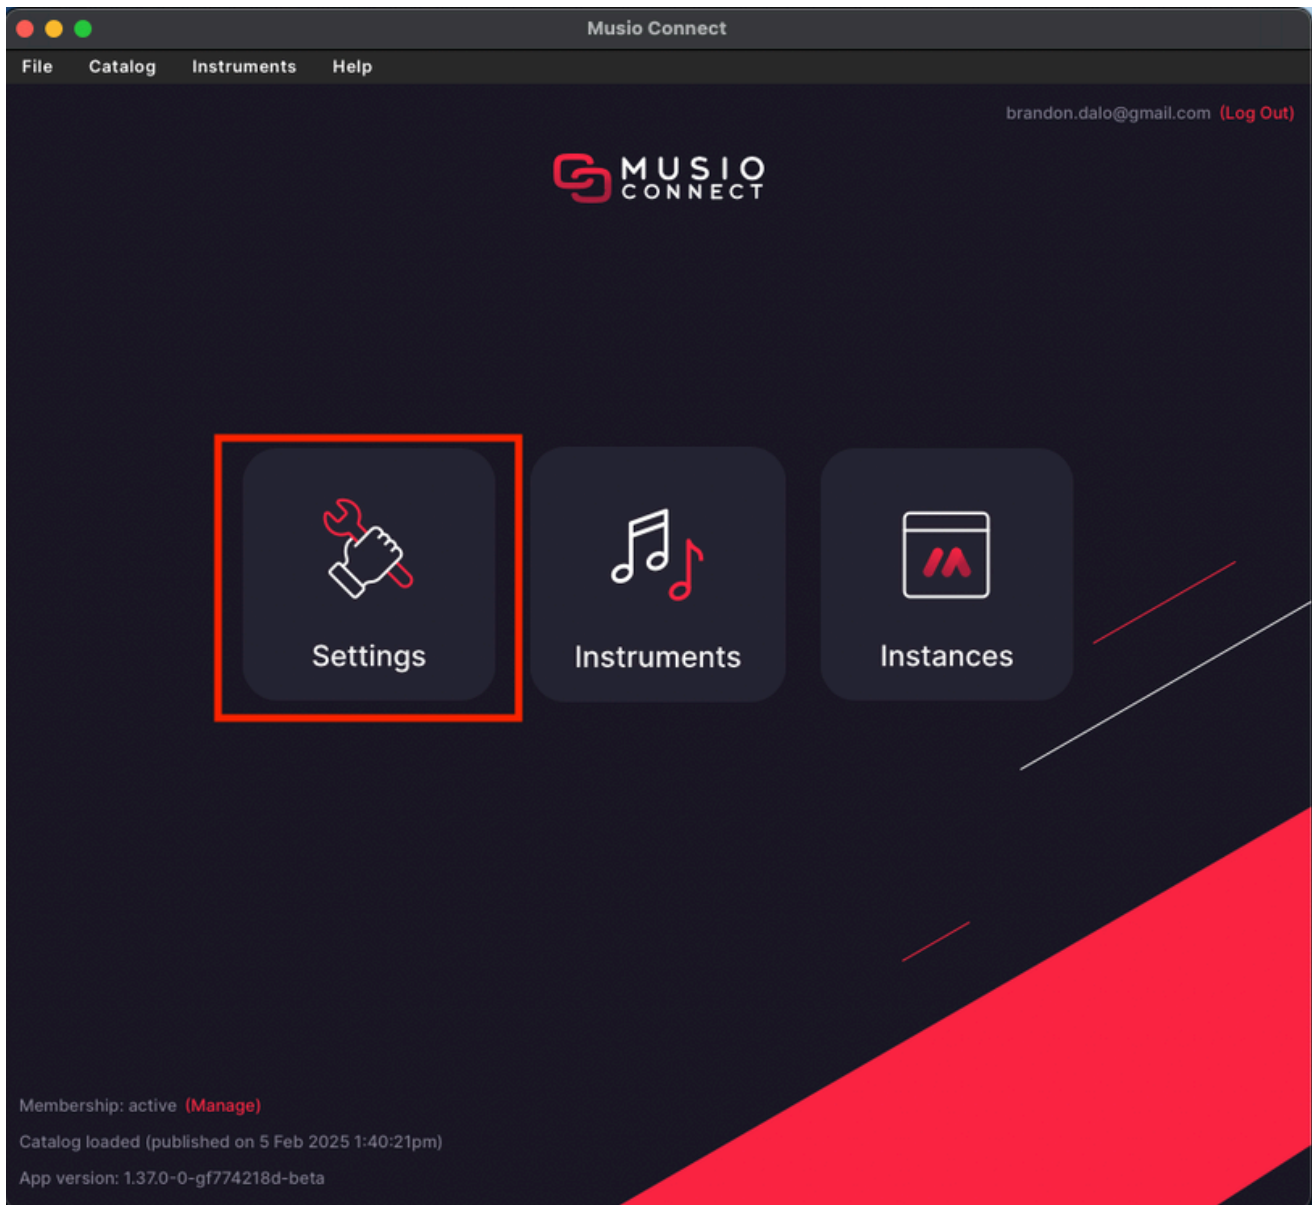 Musio Connect
File Catalog Instruments Help
brandon.dalo@gmail.com (Log Out)
MUSIO
CONNECT
Settings Instruments Instances
Membership: active (Manage)
Catalog loaded (published on 5 Feb 2025 1:40:21pm)
App version: 1.37.0-0-gf774218d-beta